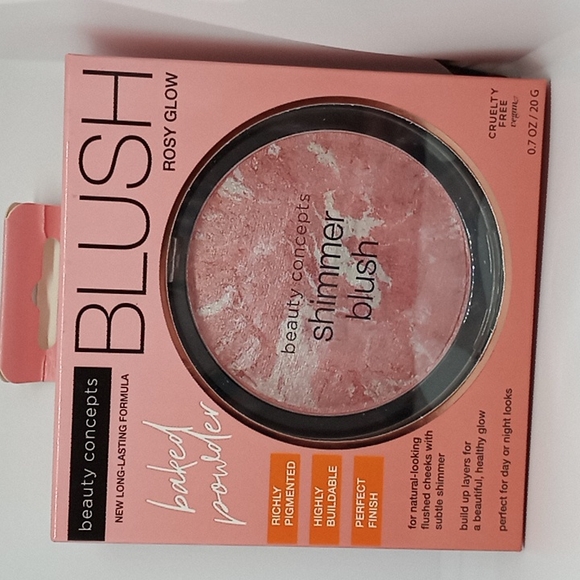 beauty concepts
BLUSH
NEW LONG-LASTING FORMULA
ROSY GLOW
baked
powder
beauty concepts
shimmer
blush
RICHLY
PIGMENTED
HIGHLY
BUILDABLE
PERFECT
FINISH
for natural-looking
flushed cheeks with
subtle shimmer
build up layers for
a beautiful, healthy glow
perfect for day or night looks
CRUELTY
FREE
vegan
0.7 OZ / 20 G